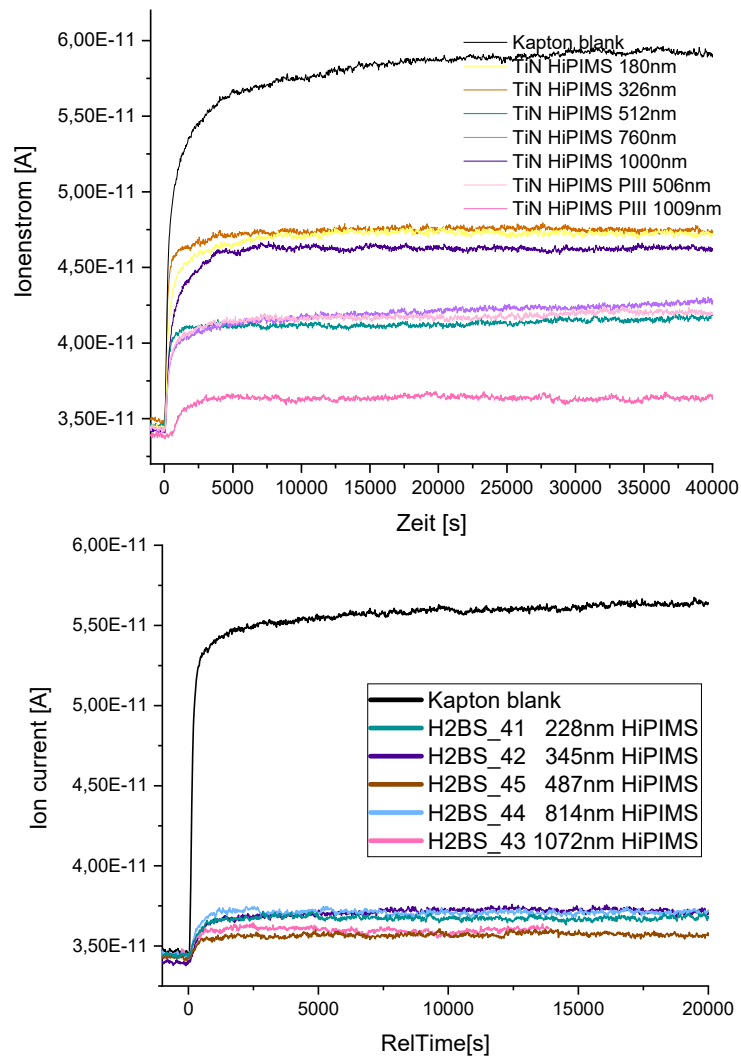 6,00E-11
5,50E-11
5,00E-11
4,50E-11
4,00E-11
3,50E-11
Ionenstrom [A]
Kapton blank
TiN HiPIMS 180nm
TiN HiPIMS 326nm
TiN HiPIMS 512nm
TiN HiPIMS 760nm
TiN HiPIMS 1000nm
TiN HiPIMS PIII 506nm
TiN HiPIMS PIII 1009nm
0 5000 10000 15000 20000 25000 30000 35000 40000
Zeit [s]
6,00E-11
5,50E-11
5,00E-11
4,50E-11
4,00E-11
3,50E-11
Ion current [A]
Kapton blank
H2BS_41 228nm HiPIMS
H2BS_42 345nm HiPIMS
H2BS_45 487nm HiPIMS
H2BS_44 814nm HiPIMS
H2BS_43 1072nm HiPIMS
0 5000 10000 15000 20000
RelTime[s]